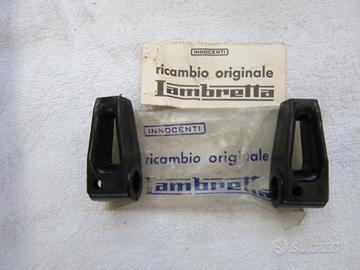 INNOCENTI
ricambio originale
Lambretta
INNOCENTI
ricambio originale
Lambretta
subito